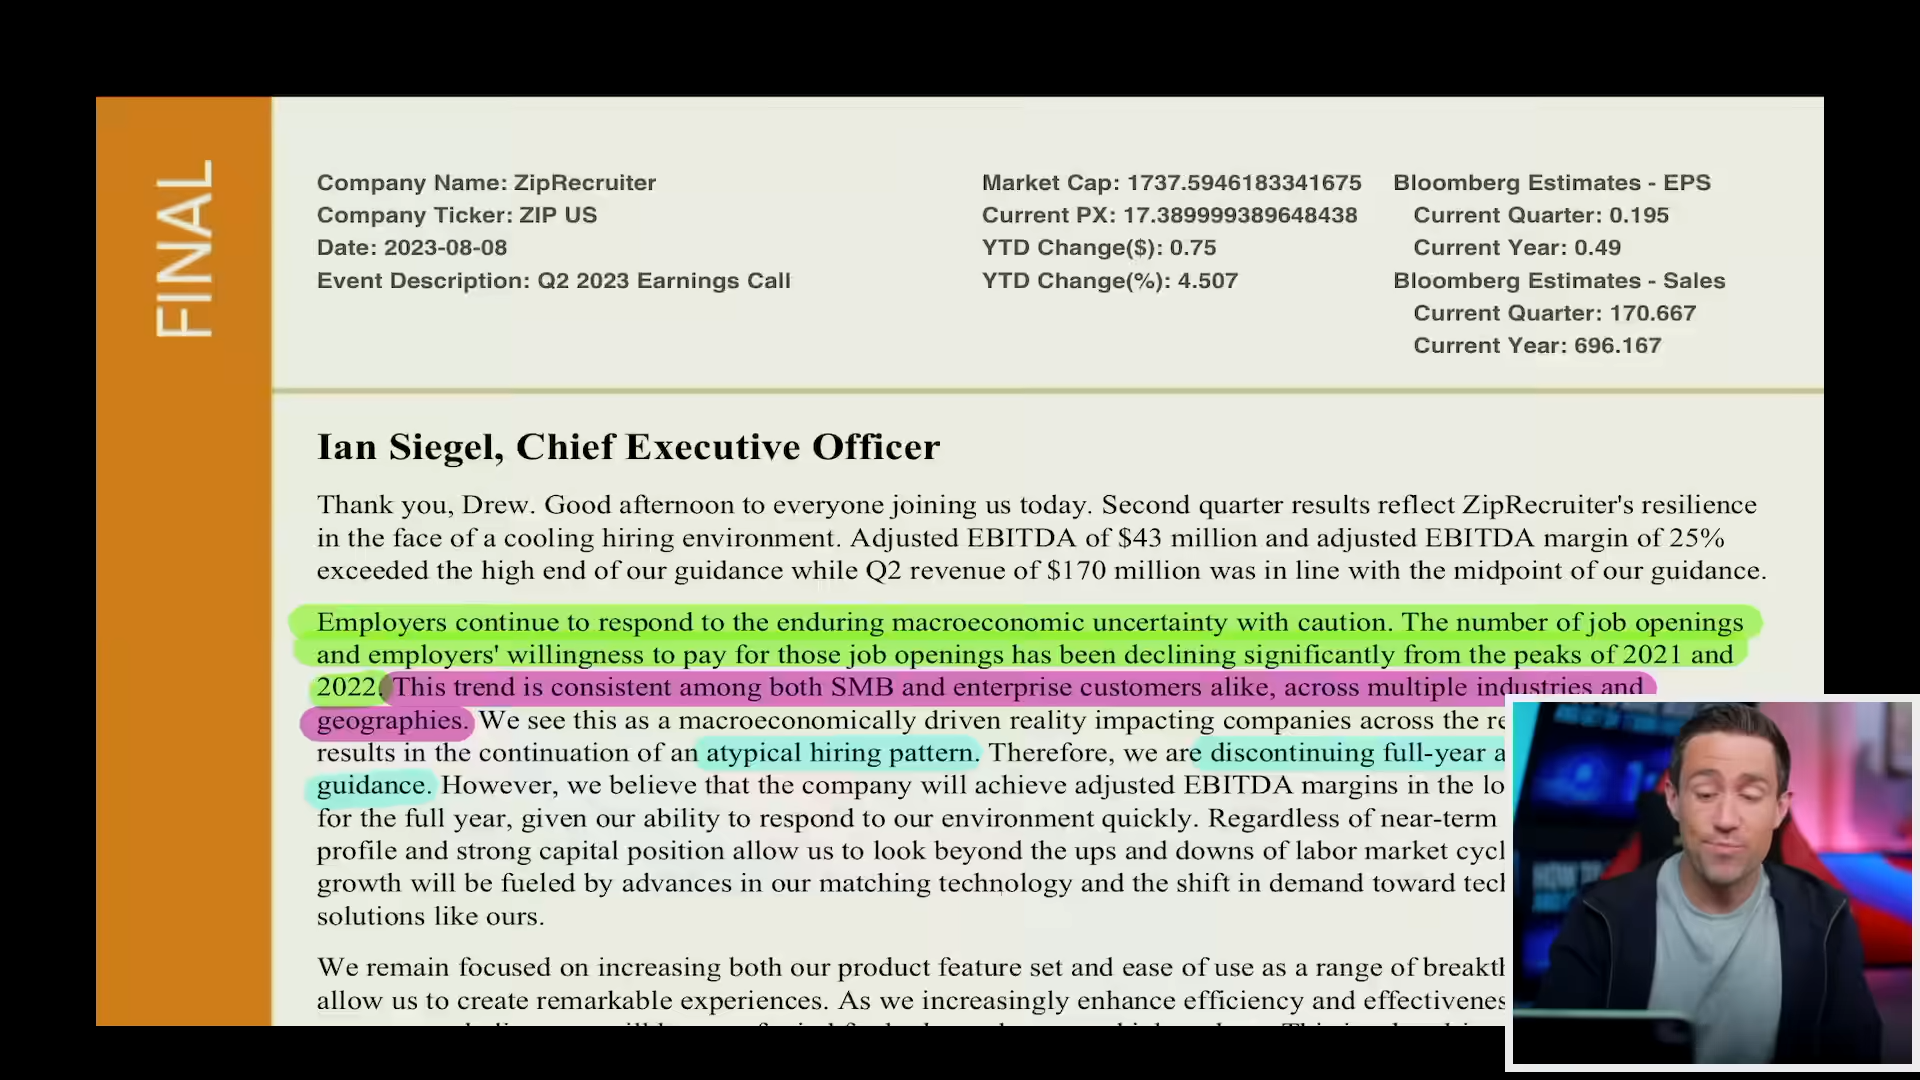 FINAL
Company Name: ZipRecruiter
Company Ticker: ZIP US
Date: 2023-08-08
Event Description: Q2 2023 Earnings Call
Market Cap: 1737.5946183341675
Current PX: 17.389999389648438
YTD Change($): 0.75
YTD Change(%): 4.507
Bloomberg Estimates - EPS
Current Quarter: 0.195
Current Year: 0.49
Bloomberg Estimates - Sales
Current Quarter: 170.667
Current Year: 696.167
Ian Siegel, Chief Executive Officer
Thank you, Drew. Good afternoon to everyone joining us today. Second quarter results reflect ZipRecruiter's resilience
in the face of a cooling hiring environment. Adjusted EBITDA of $43 million and adjusted EBITDA margin of 25%
exceeded the high end of our guidance while Q2 revenue of $170 million was in line with the midpoint of our guidance.
Employers continue to respond to the enduring macroeconomic uncertainty with caution. The number of job openings
and employers' willingness to pay for those job openings has been declining significantly from the peaks of 2021 and
2022. This trend is consistent among both SMB and enterprise customers alike, across multiple industries and
geographies. We see this as a macroeconomically driven reality impacting companies across the
results in the continuation of an atypical hiring pattern. Therefore, we are discontinuing full-year
guidance. However, we believe that the company will achieve adjusted EBITDA margins in the
for the full year, given our ability to respond to our environment quickly. Regardless of near-term
profile and strong capital position allow us to look beyond the ups and downs of labor market
growth will be fueled by advances in our matching technology and the shift in demand toward
solutions like ours.
We remain focused on increasing both our product feature set and ease of use as a range of
allow us to create remarkable experiences. As we increasingly enhance efficiency and
HOW TO